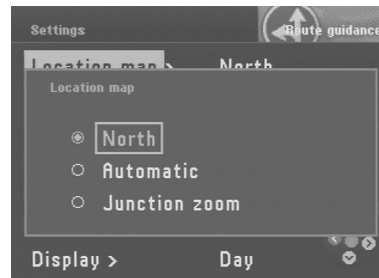 Settings
Route guidance
Location map > North
Location map
North
Automatic
Junction zoom
Display > Day